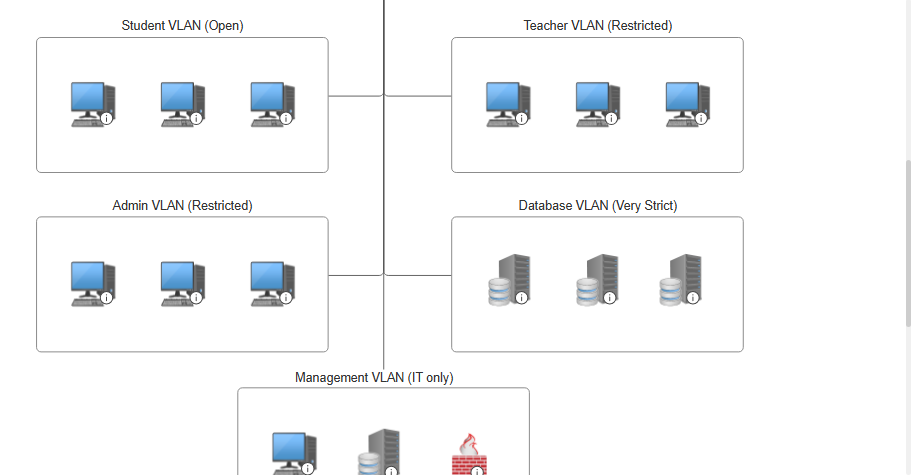 Student VLAN (Open)
Teacher VLAN (Restricted)
Admin VLAN (Restricted)
Database VLAN (Very Strict)
Management VLAN (IT only)